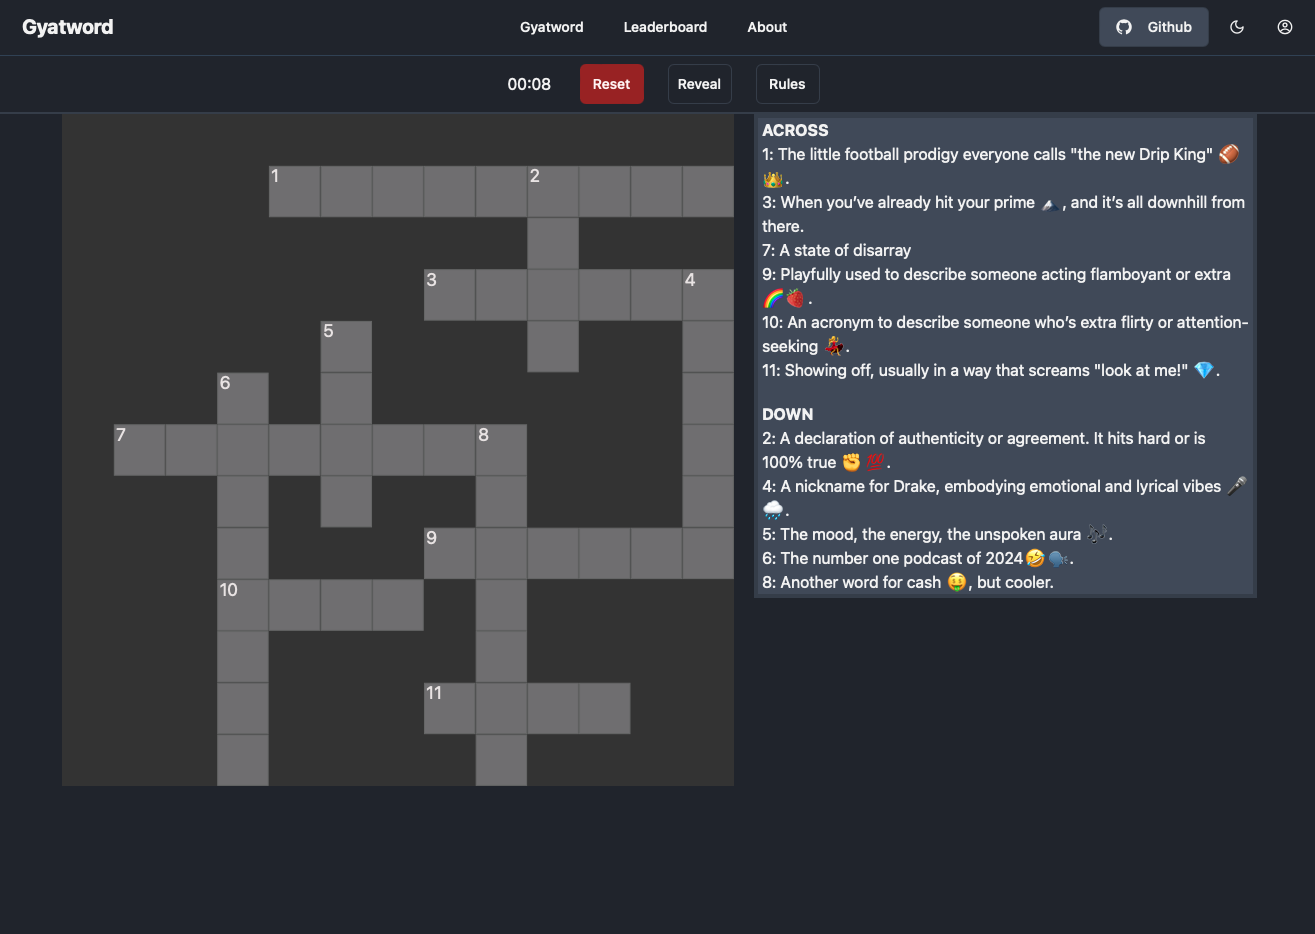 Gyatword
Gyatword Leaderboard About Github
00:08 Reset Reveal Rules
1 2
3 4
5
6
7 8
9
10
11
ACROSS
1: The little football prodigy everyone calls "the new Drip King" 🏈
👑.
3: When you’ve already hit your prime 🏔️, and it’s all downhill from
there.
7: A state of disarray
9: Playfully used to describe someone acting flamboyant or extra
🌈🍓.
10: An acronym to describe someone who’s extra flirty or attention-
seeking 💃.
11: Showing off, usually in a way that screams "look at me!" 💎.
DOWN
2: A declaration of authenticity or agreement. It hits hard or is
100% true ✊ 💯.
4: A nickname for Drake, embodying emotional and lyrical vibes 🎤
🌧️.
5: The mood, the energy, the unspoken aura 🎶.
6: The number one podcast of 2024🤣🗣️.
8: Another word for cash 🤑, but cooler.